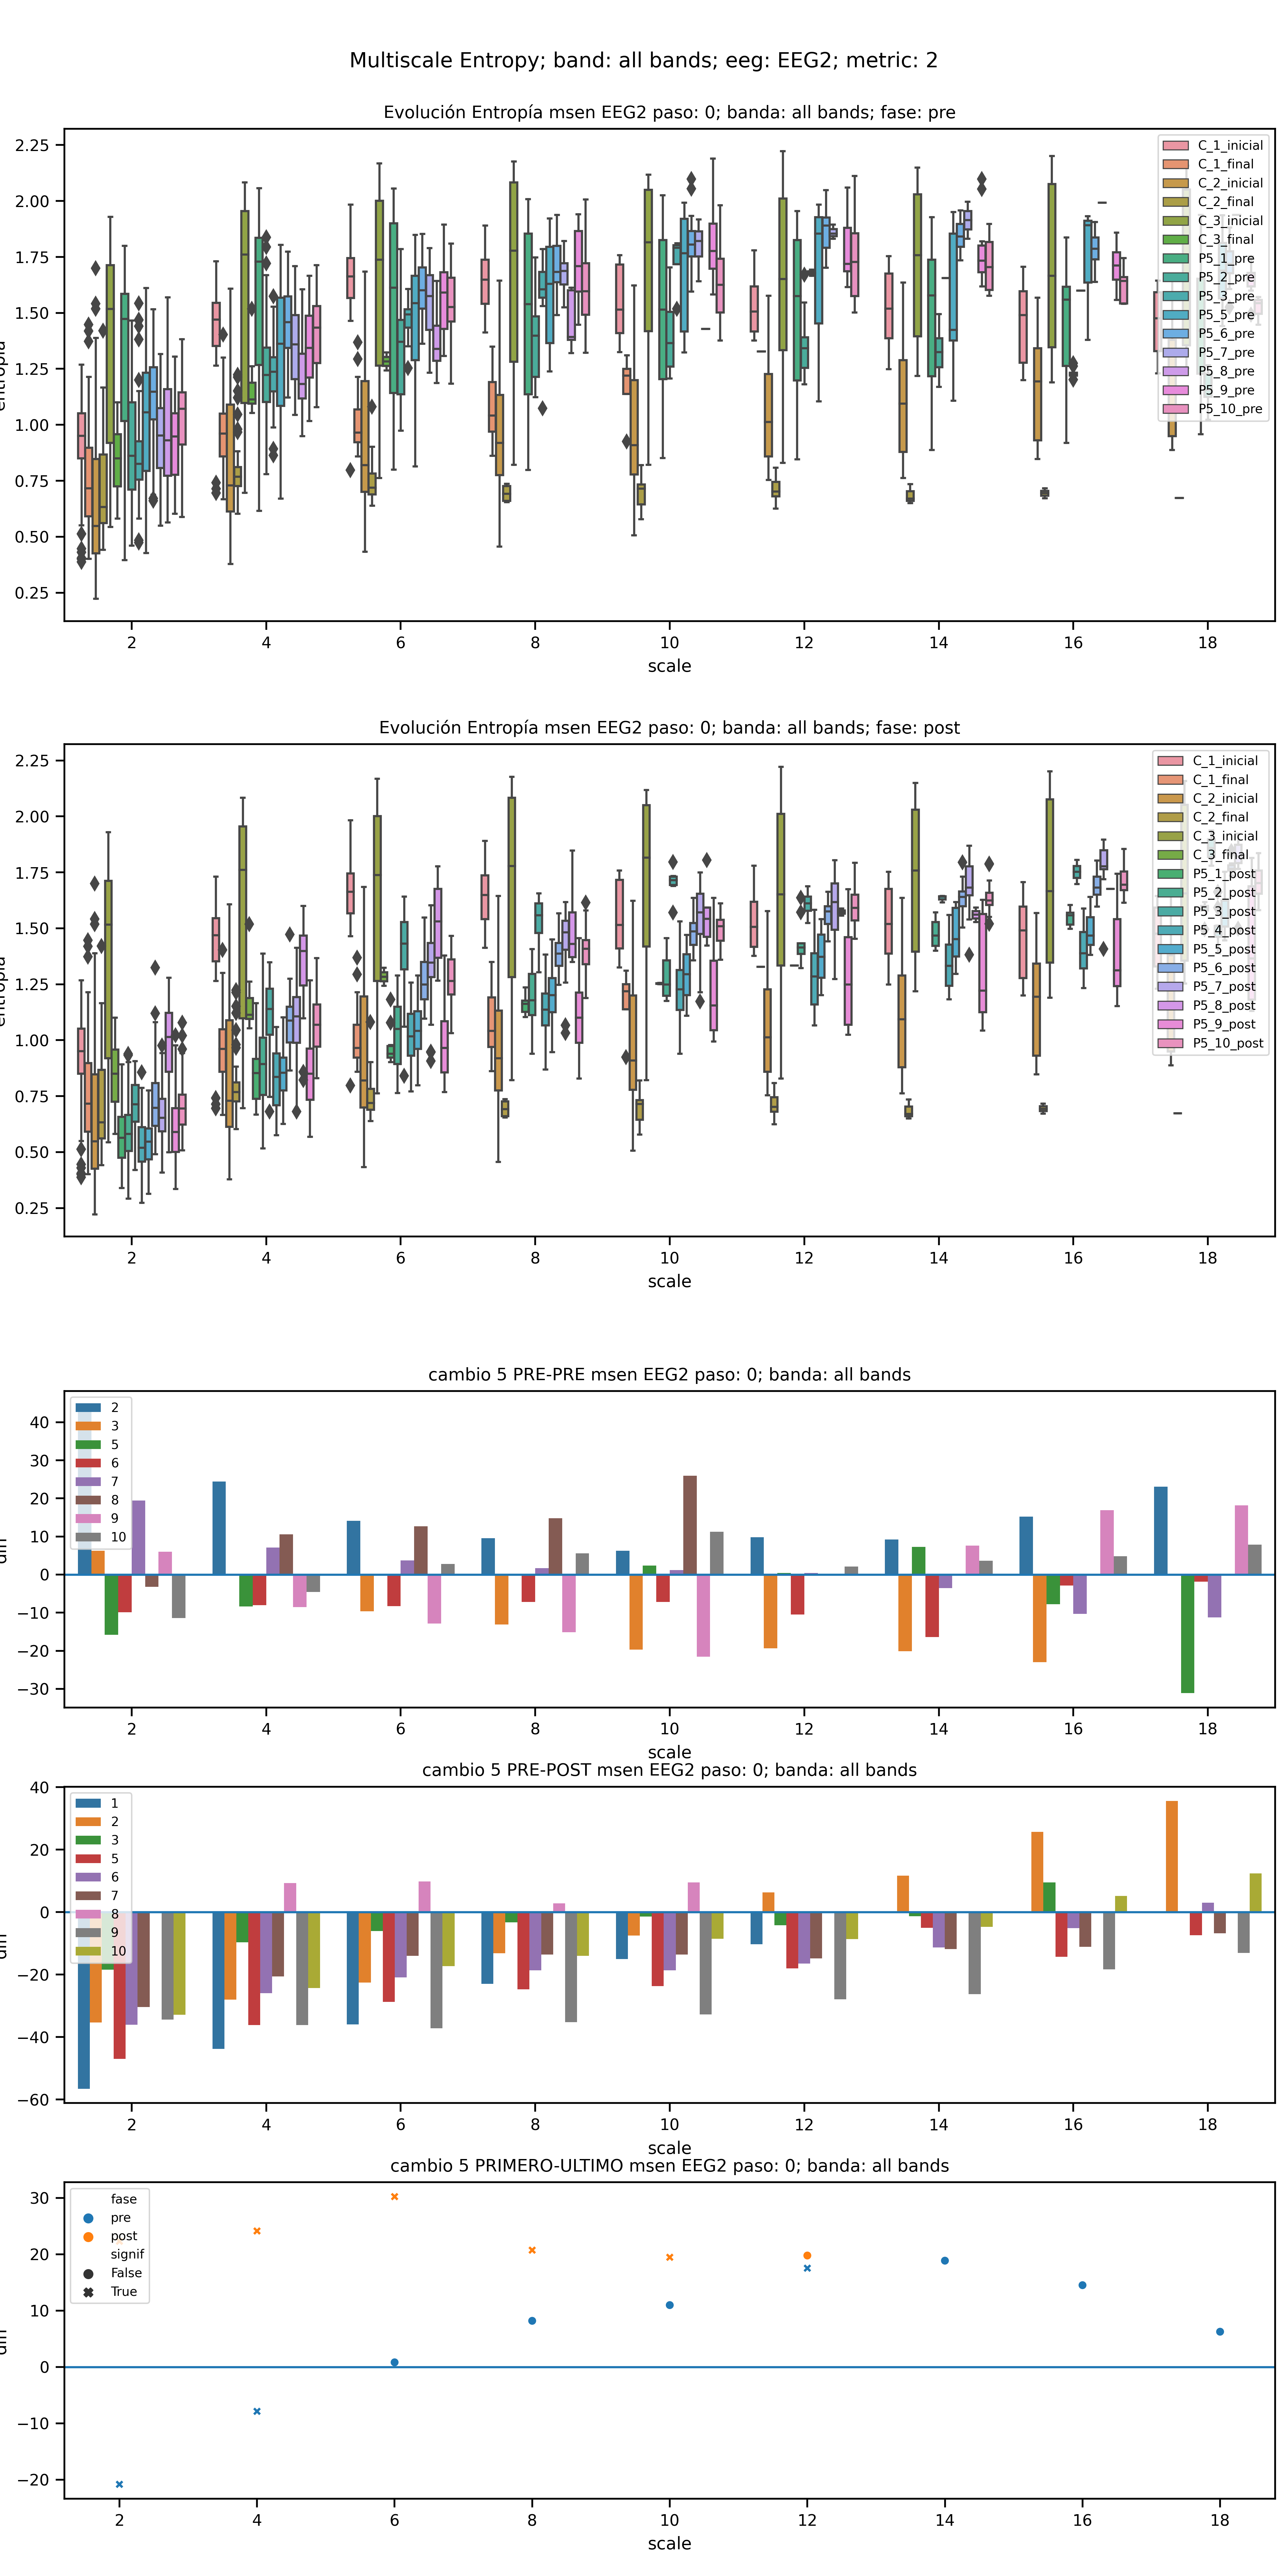 Multiscale Entropy; band: all bands; eeg: EEG2; metric: 2
Evolución Entropía msen EEG2 paso: 0; banda: all bands; fase: pre
2.25
2.00
1.75
1.50
1.25
1.00
0.75
0.50
0.25
C_1_inicial
C_1_final
C_2_inicial
C_2_final
C_3_inicial
C_3_final
P5_1_pre
P5_2_pre
P5_3_pre
P5_5_pre
P5_6_pre
P5_7_pre
P5_8_pre
P5_9_pre
P5_10_pre
2 4 6 8 10 12 14 16 18
scale
Evolución Entropía msen EEG2 paso: 0; banda: all bands; fase: post
2.25
2.00
1.75
1.50
1.25
1.00
0.75
0.50
0.25
C_1_inicial
C_1_final
C_2_inicial
C_2_final
C_3_inicial
C_3_final
P5_1_post
P5_2_post
P5_3_post
P5_4_post
P5_5_post
P5_6_post
P5_7_post
P5_8_post
P5_9_post
P5_10_post
2 4 6 8 10 12 14 16 18
scale
cambio 5 PRE-PRE msen EEG2 paso: 0; banda: all bands
40
30
20
10
0
−10
−20
−30
2
3
5
6
7
8
9
10
2 4 6 8 10 12 14 16 18
scale
cambio 5 PRE-POST msen EEG2 paso: 0; banda: all bands
40
20
0
−20
−40
−60
1
2
3
5
6
7
8
9
10
2 4 6 8 10 12 14 16 18
scale
cambio 5 PRIMERO-ULTIMO msen EEG2 paso: 0; banda: all bands
30
20
10
0
−10
−20
fase
pre
post
signif
False
True
2 4 6 8 10 12 14 16 18
scale